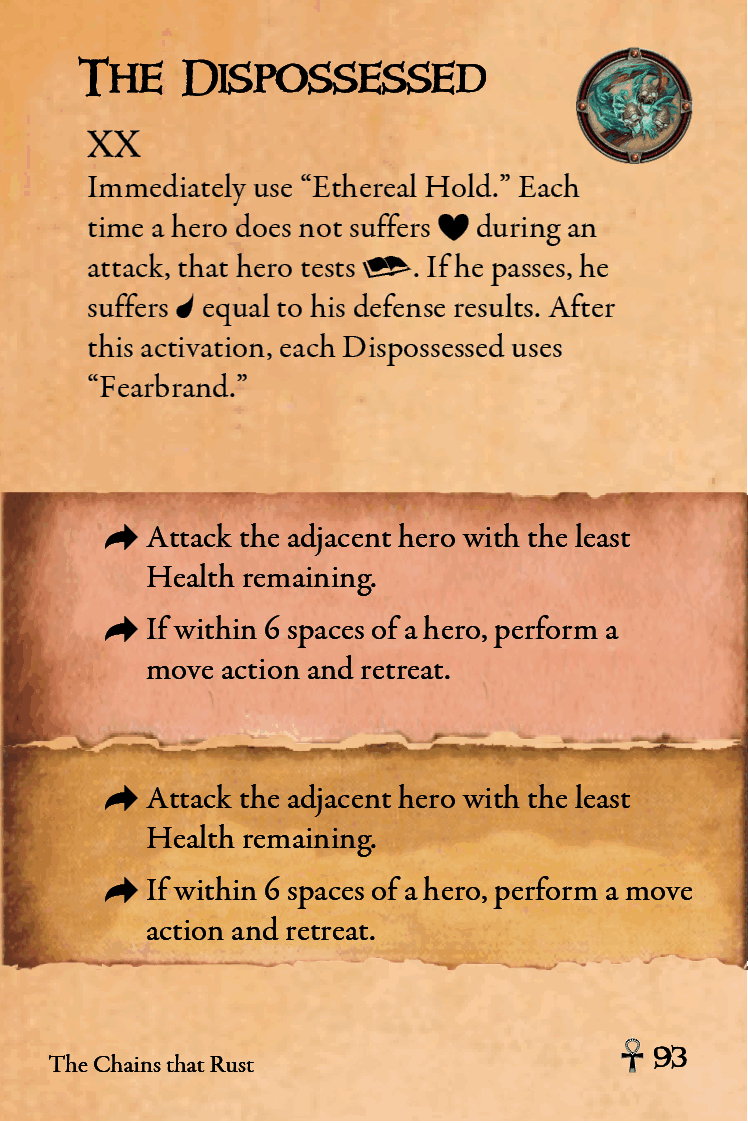 The Dispossessed
XX
Immediately use “Ethereal Hold.” Each
time a hero does not suffers during an
attack, that hero tests . If he passes, he
suffers equal to his defense results. After
this activation, each Dispossessed uses
“Fearbrand.”
Attack the adjacent hero with the least
Health remaining.
If within 6 spaces of a hero, perform a
move action and retreat.
Attack the adjacent hero with the least
Health remaining.
If within 6 spaces of a hero, perform a move
action and retreat.
The Chains that Rust
93